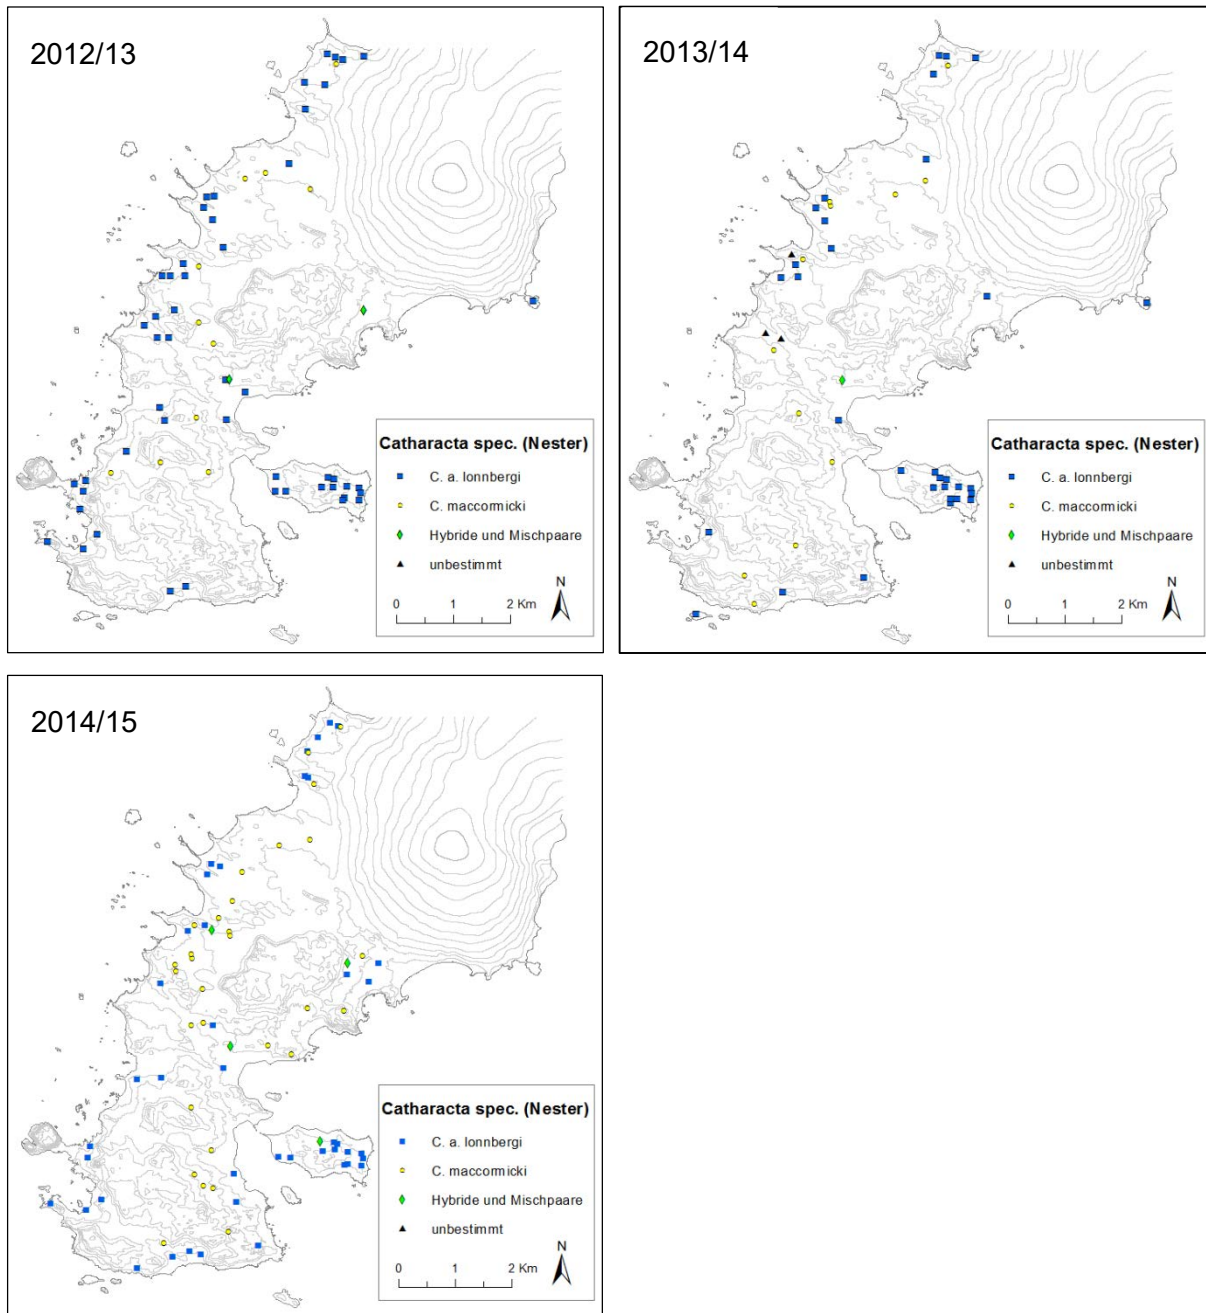 2012/13
Catharacta spec. (Nester)
C. a. lonnbergi
C. maccormicki
Hybride und Mischpaare
unbestimmt
N
0 1 2 Km
2013/14
Catharacta spec. (Nester)
C. a. lonnbergi
C. maccormicki
Hybride und Mischpaare
unbestimmt
N
0 1 2 Km
2014/15
Catharacta spec. (Nester)
C. a. lonnbergi
C. maccormicki
Hybride und Mischpaare
unbestimmt
N
0 1 2 Km